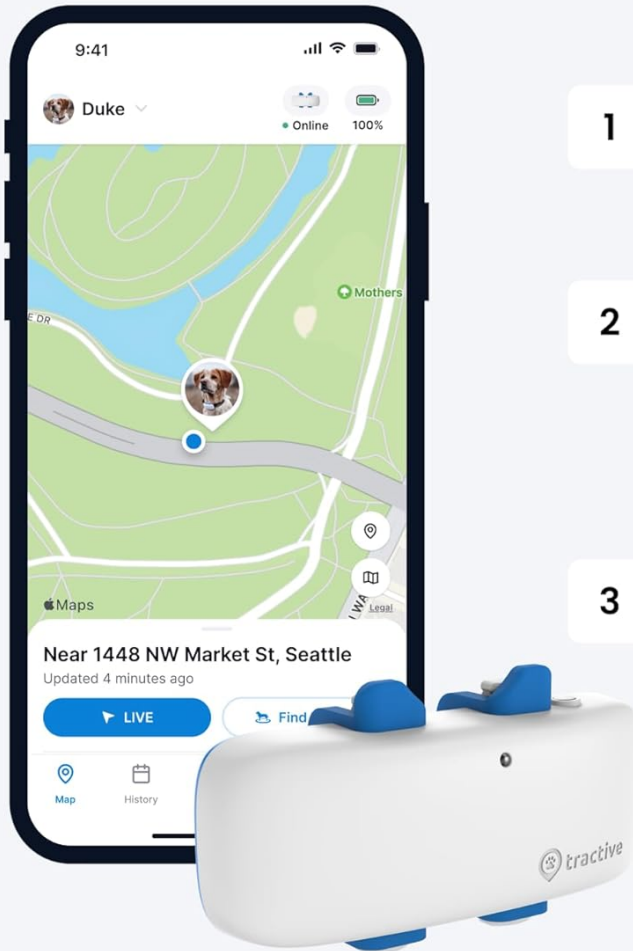 9:41
Duke
Online
100%
1
Mothers
2
E DR
3
Maps
LWA
Legal
Near 1448 NW Market St, Seattle
Updated 4 minutes ago
LIVE
Find
Map
History
tractive